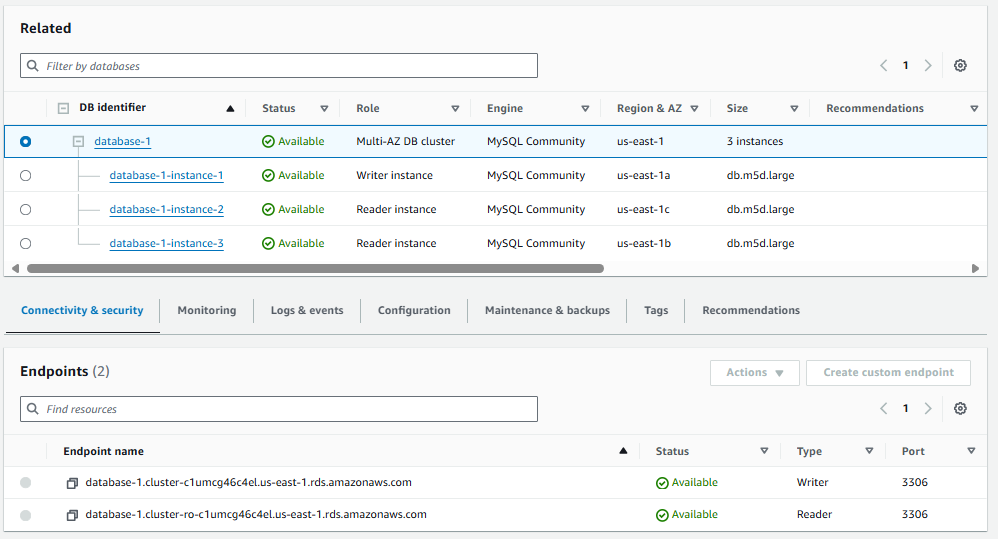 Related
Filter by databases
1
DB identifier Status Role Engine Region & AZ Size Recommendations
database-1 Available Multi-AZ DB cluster MySQL Community us-east-1 3 instances
database-1-instance-1 Available Writer instance MySQL Community us-east-1a db.m5d.large
database-1-instance-2 Available Reader instance MySQL Community us-east-1c db.m5d.large
database-1-instance-3 Available Reader instance MySQL Community us-east-1b db.m5d.large
Connectivity & security Monitoring Logs & events Configuration Maintenance & backups Tags Recommendations
Endpoints (2) Actions Create custom endpoint
Find resources 1
Endpoint name Status Type Port
database-1.cluster-c1umcg46c4el.us-east-1.rds.amazonaws.com Available Writer 3306
database-1.cluster-ro-c1umcg46c4el.us-east-1.rds.amazonaws.com Available Reader 3306